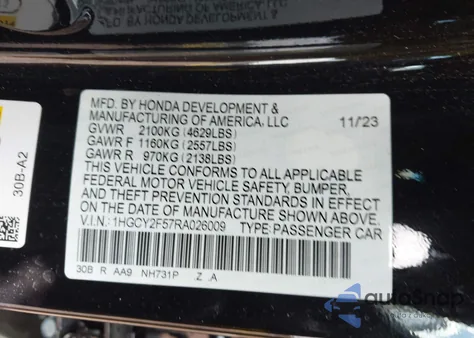 MFD. BY HONDA DEVELOPMENT &
MANUFACTURING OF AMERICA, LLC 11/23
GVWR 2100KG (4629LBS)
GAWR F 1160KG (2557LBS)
GAWR R 970KG (2138LBS)
THIS VEHICLE CONFORMS TO ALL APPLICABLE
FEDERAL MOTOR VEHICLE SAFETY, BUMPER,
AND THEFT PREVENTION STANDARDS IN EFFECT
ON THE DATE OF MANUFACTURE SHOWN ABOVE.
V.I.N.: 1HGCY2F57RA026009 TYPE: PASSENGER CAR
30B R AA9 NH731P .Z .A
30B-A2
autoSnap